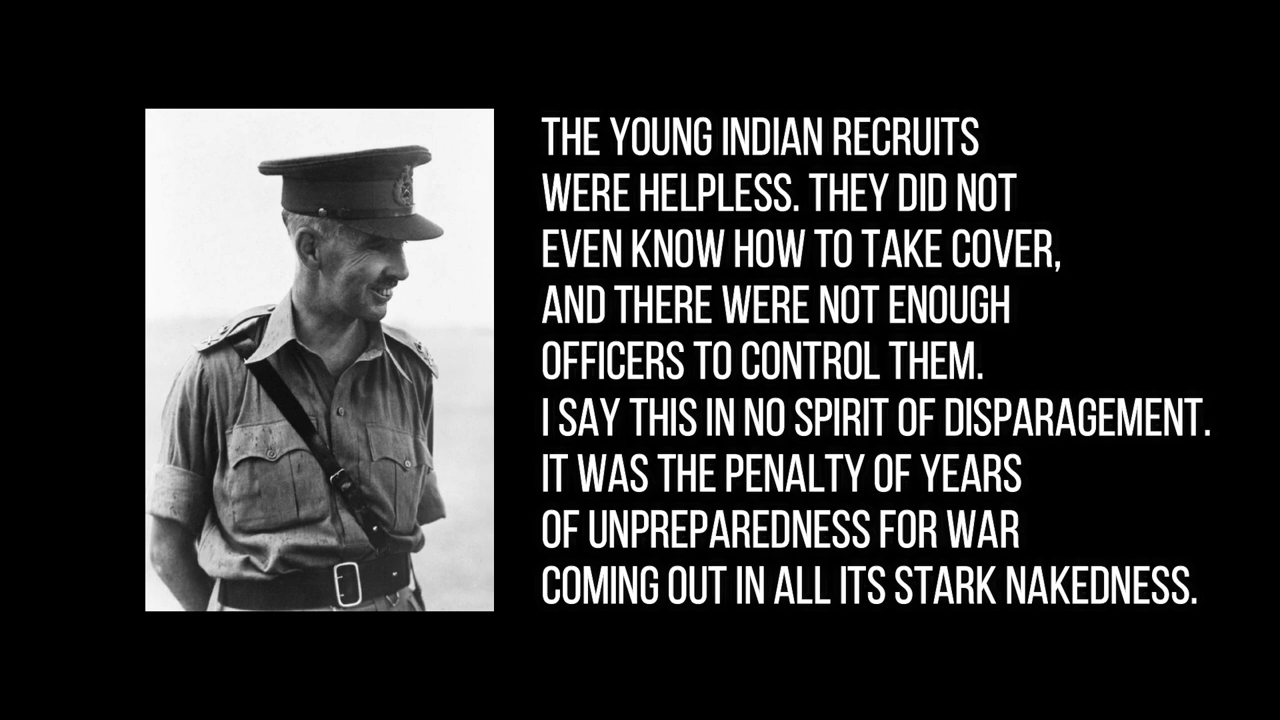 THE YOUNG INDIAN RECRUITS
WERE HELPLESS. THEY DID NOT
EVEN KNOW HOW TO TAKE COVER,
AND THERE WERE NOT ENOUGH
OFFICERS TO CONTROL THEM.
I SAY THIS IN NO SPIRIT OF DISPARAGEMENT.
IT WAS THE PENALTY OF YEARS
OF UNPREPAREDNESS FOR WAR
COMING OUT IN ALL ITS STARK NAKEDNESS.